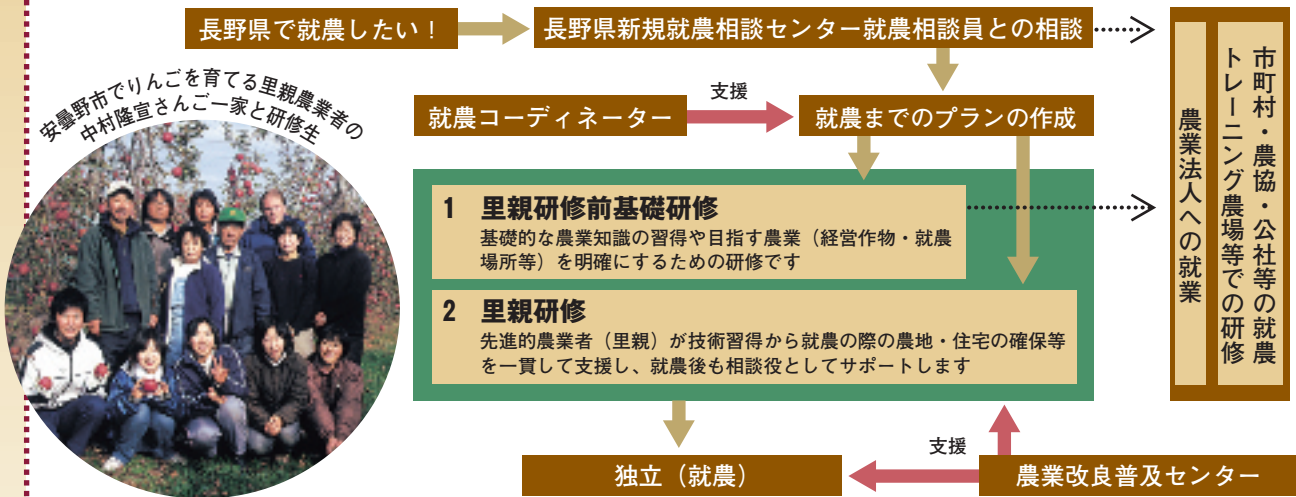 長野県で就農したい！
長野県新規就農相談センター就農相談員との相談
安曇野市でりんごを育てる里親農業者の
中村隆宣さんご一家と研修生
就農コーディネーター
支援
就農までのプランの作成
1 里親研修前基礎研修
基礎的な農業知識の習得や目指す農業（経営作物・就農
場所等）を明確にするための研修です
2 里親研修
先進的農業者（里親）が技術習得から就農の際の農地・住宅の確保等
を一貫して支援し、就農後も相談役としてサポートします
市町村・農協・公社等の就農
トレーニング農場等での研修
農業法人への就業
独立（就農）
支援
農業改良普及センター